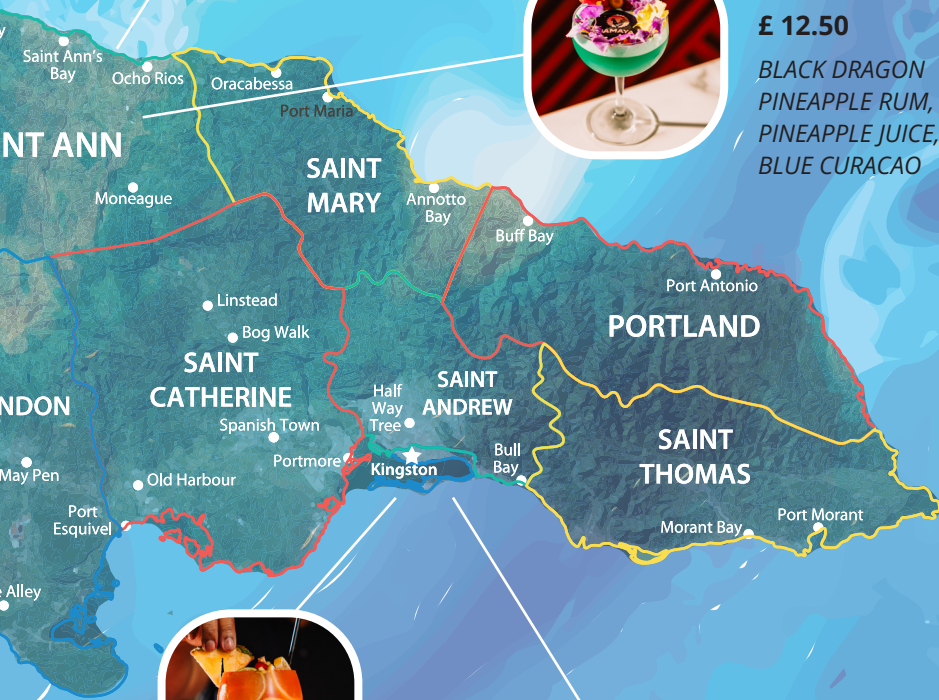 £ 12.50
BLACK DRAGON
PINEAPPLE RUM,
PINEAPPLE JUICE,
BLUE CURACAO
Saint Ann's
Bay
Ocho Rios
Oracabessa
Port Maria
NT ANN
SAINT
MARY
Moneague
Annotto
Bay
Buff Bay
Port Antonio
Linstead
Bog Walk
PORTLAND
SAINT
CATHERINE
SAINT
ANDREW
Half
Way
Tree
NDON
Spanish Town
SAINT
THOMAS
Bull
Bay
Portmore
Kingston
May Pen
Old Harbour
Port
Esquivel
Morant Bay
Port Morant
Alley